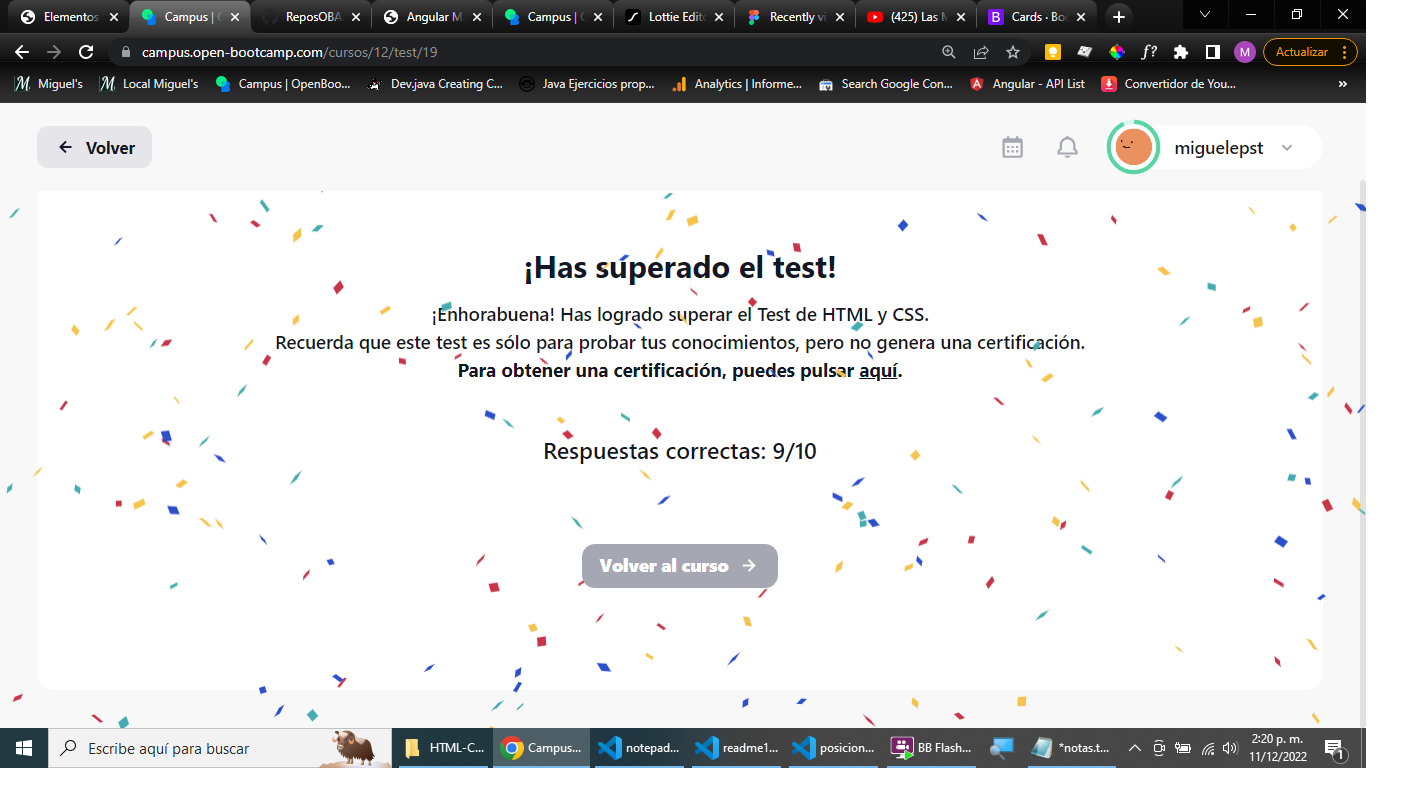 Elementos
Campus | C
ReposOBA
Angular M
Campus | C
Lottie Edito
Recently vi
(425) Las M
Cards · Bo
campus.open-bootcamp.com/cursos/12/test/19
f?
M
Actualizar
Miguel's
Local Miguel's
Campus | OpenBoo...
Dev.java Creating C...
Java Ejercicios prop...
Analytics | Informe...
Search Google Con...
Angular - API List
Convertidor de You...
»
Volver
miguelepst
¡Has superado el test!
¡Enhorabuena! Has logrado superar el Test de HTML y CSS.
Recuerda que este test es sólo para probar tus conocimientos, pero no genera una certificación.
Para obtener una certificación, puedes pulsar aquí.
Respuestas correctas: 9/10
Volver al curso
Escribe aquí para buscar
HTML-C...
Campus...
notepad...
readme1...
posicion...
BB Flash...
*notas.t...
2:20 p. m.
11/12/2022
1